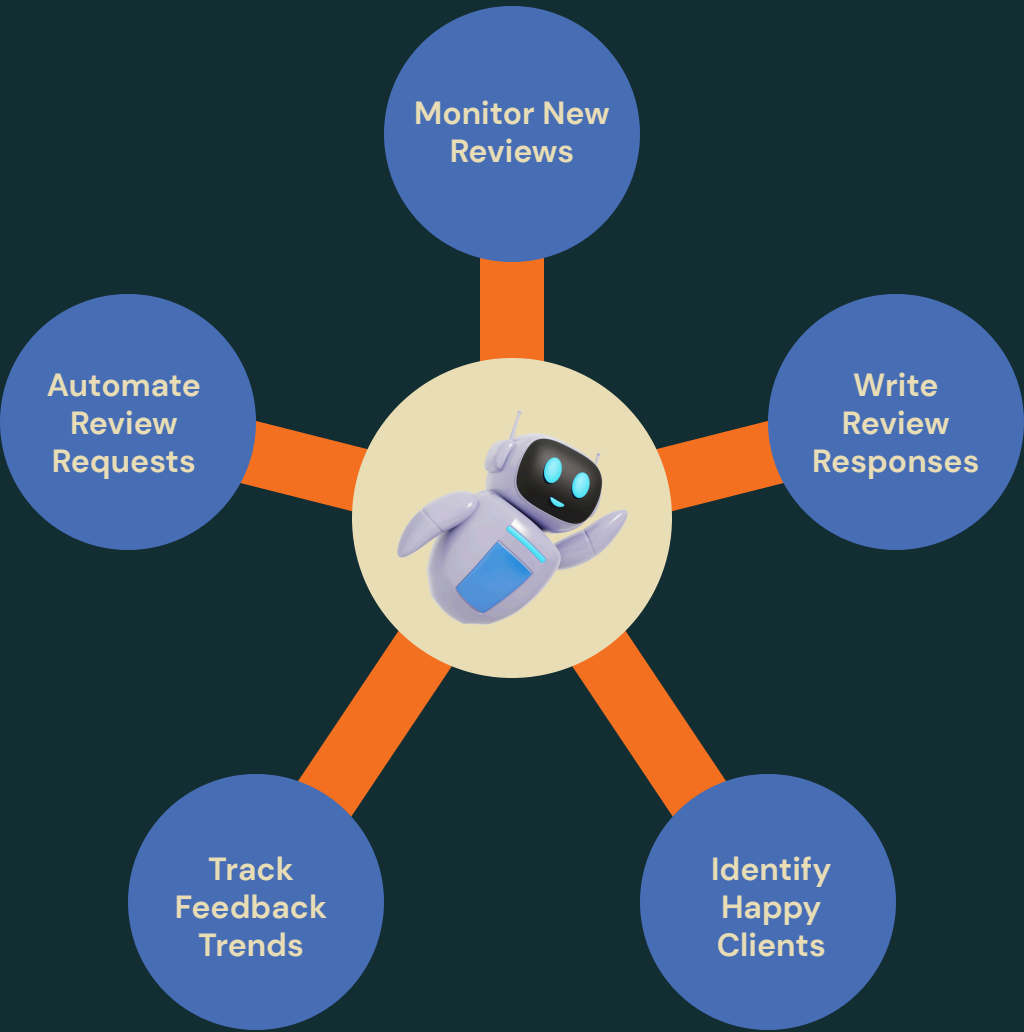 Monitor New
Reviews
Automate
Review
Requests
Write
Review
Responses
Track
Feedback
Trends
Identify
Happy
Clients